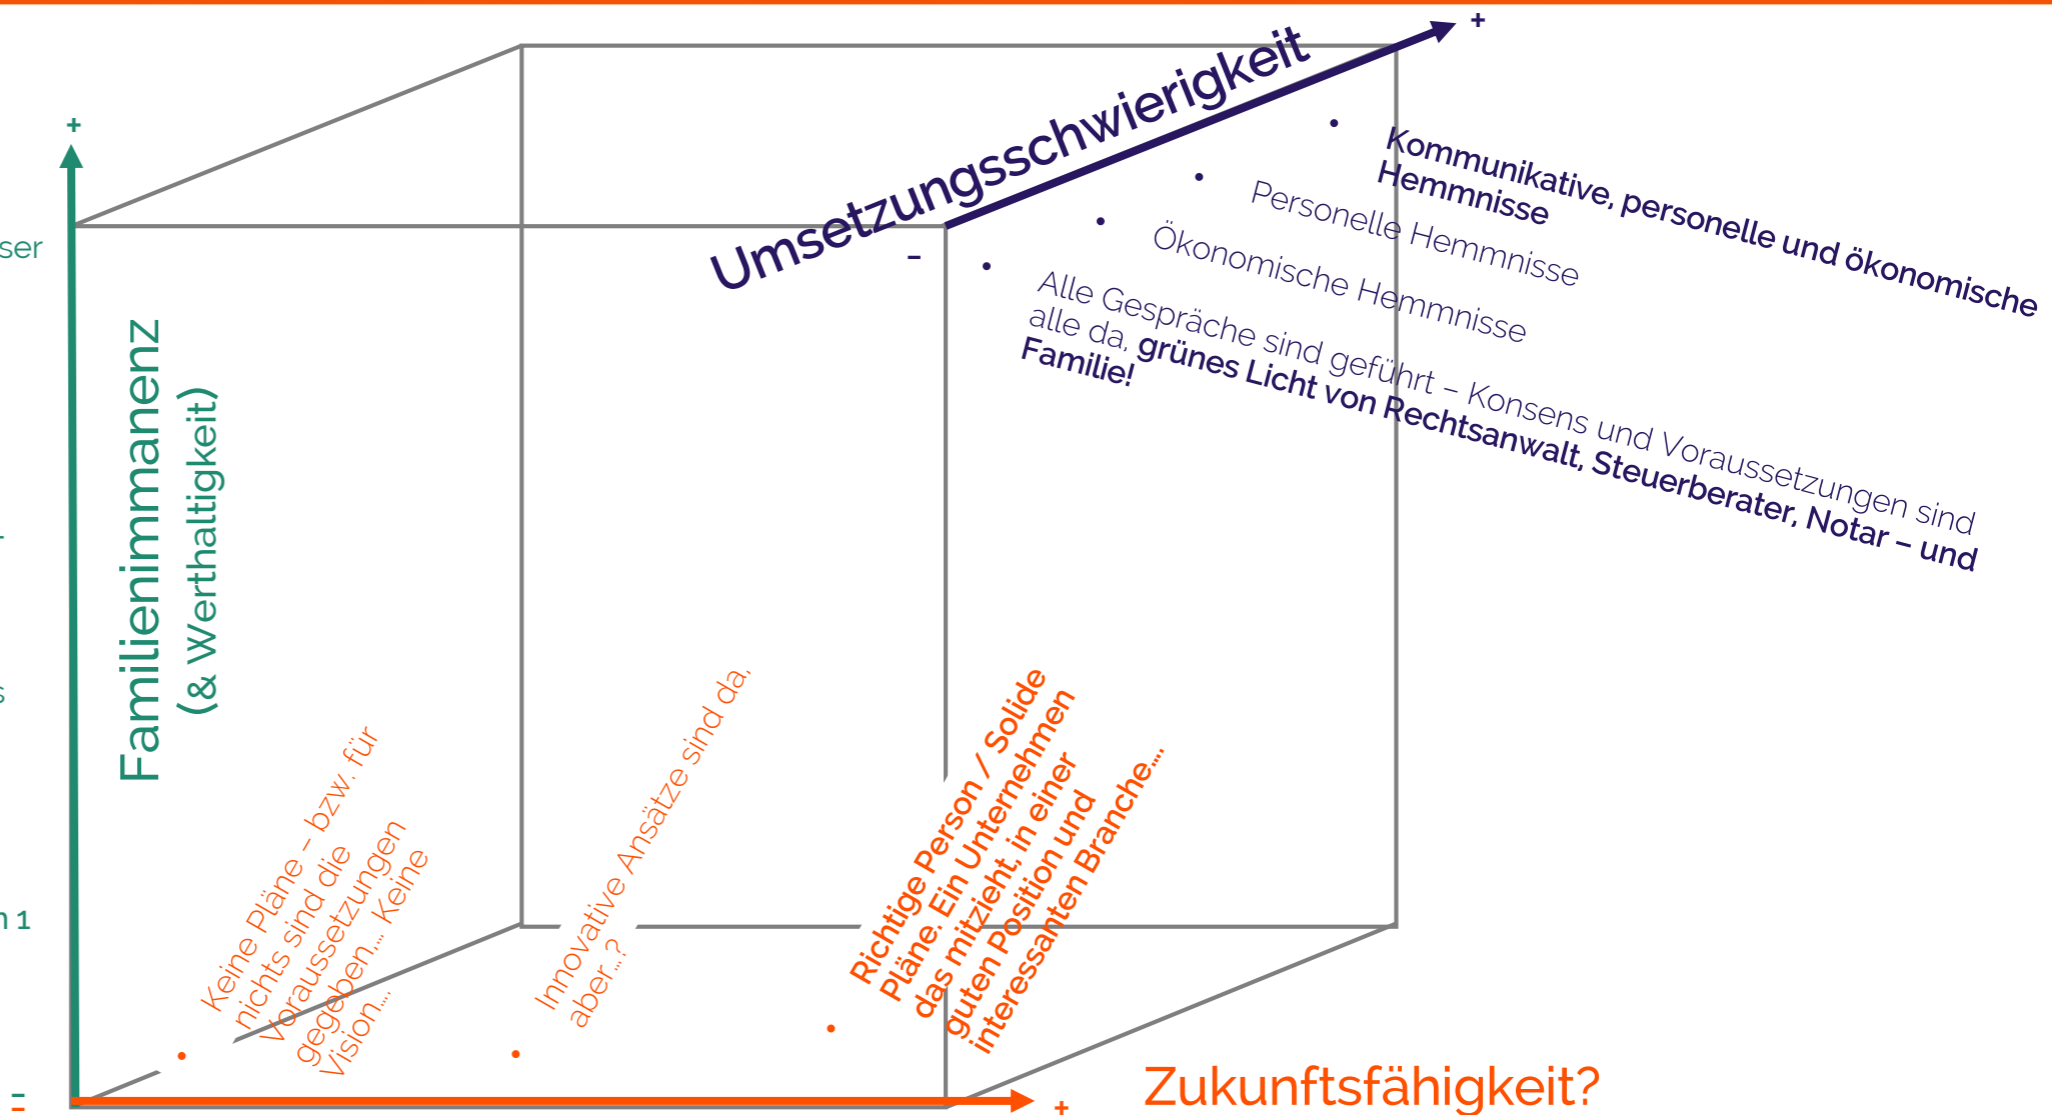 +
Umsetzungsschwierigkeit
-
Kommunikative, personelle und ökonomische
Hemmnisse
Personelle Hemmnisse
Ökonomische Hemmnisse
Alle Gespräche sind geführt – Konsens und Voraussetzungen sind
alle da, grünes Licht von Rechtsanwalt, Steuerberater, Notar – und
Familie!
+
Familienimmanenz
(& Werthaltigkeit)
-
Keine Pläne – bzw. für
nichts sind die
Voraussetzungen
gegeben.... Keine
Vision....
Innovative Ansätze sind da,
aber...?
Richtige Person / Solide
Pläne. Ein Unternehmen
das mitzieht, in einer
guten Position und
interessanten Branche....
-
+
Zukunftsfähigkeit?
1